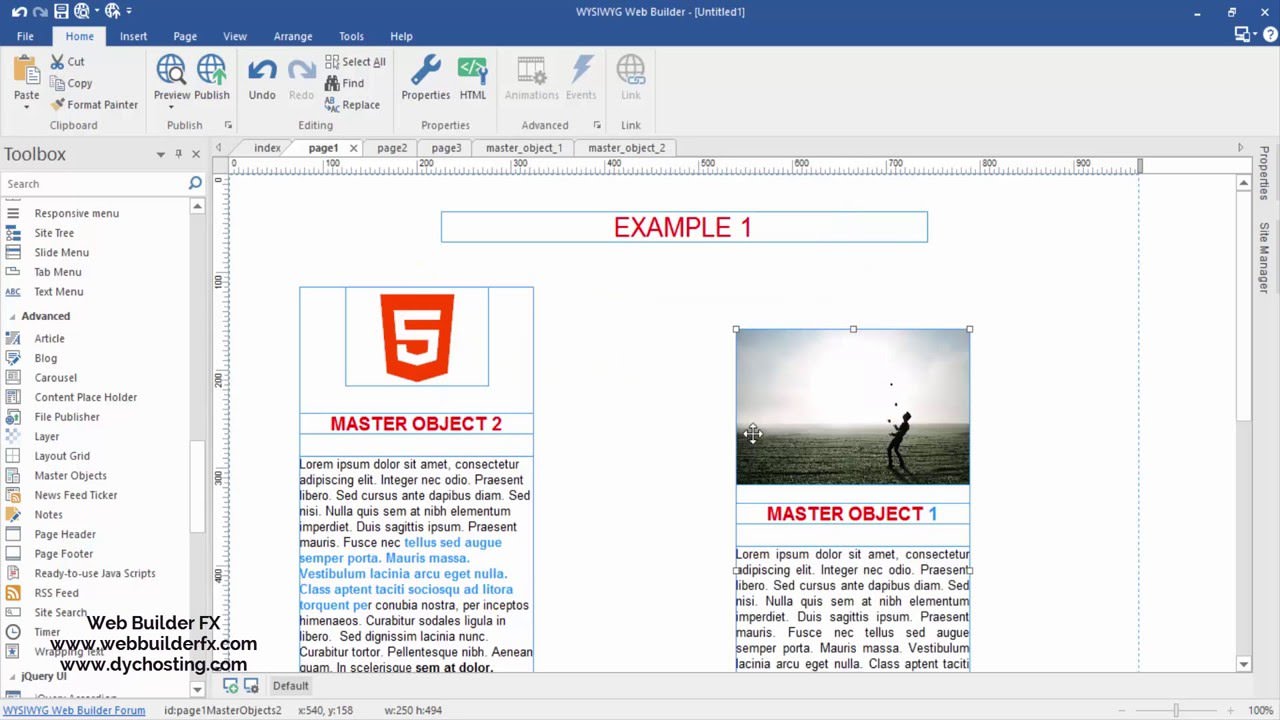 WYSIWYG Web Builder - [Untitled1]
File Home Insert Page View Arrange Tools Help
Paste
Cut
Copy
Format Painter
Clipboard
Preview Publish
Publish
Undo Redo
Select All
Find
Replace
Editing
Properties HTML
Properties
Animations Events
Advanced
Link
Link
Toolbox
Search
Responsive menu
Site Tree
Slide Menu
Tab Menu
ABC Text Menu
Advanced
Article
Blog
Carousel
Content Place Holder
File Publisher
Layer
Layout Grid
Master Objects
News Feed Ticker
Notes
Page Header
Page Footer
Ready-to-use Java Scripts
RSS Feed
Site Search
Timer
Wrapping Text
jQuery UI
jQuery Accordion
Web Builder FX
www.webbuilderfx.com
www.dychosting.com
index page1 page2 page3 master_object_1 master_object_2
0 100 200 300 400 500 600 700 800 900
0
100
200
300
400
EXAMPLE 1
5
MASTER OBJECT 2
Lorem ipsum dolor sit amet, consectetur
adipiscing elit. Integer nec odio. Praesent
libero. Sed cursus ante dapibus diam. Sed
nisi. Nulla quis sem at nibh elementum
imperdiet. Duis sagittis ipsum. Praesent
mauris. Fusce nec tellus sed augue
semper porta. Mauris massa.
Vestibulum lacinia arcu eget nulla.
Class aptent taciti sociosqu ad litora
torquent per conubia nostra, per inceptos
himenaeos. Curabitur sodales ligula in
libero. Sed dignissim lacinia nunc.
Curabitur tortor. Pellentesque nibh. Aenean
quam. In scelerisque sem at dolor.
MASTER OBJECT 1
Lorem ipsum dolor sit amet, consectetur
adipiscing elit. Integer nec odio. Praesent
libero. Sed cursus ante dapibus diam. Sed
nisi. Nulla quis sem at nibh elementum
imperdiet. Duis sagittis ipsum. Praesent
mauris. Fusce nec tellus sed augue
semper porta. Mauris massa. Vestibulum
lacinia arcu eget nulla. Class aptent taciti
Properties
Site Manager
Default
WYSIWYG Web Builder Forum
id:page1MasterObjects2
x:540, y:158
w:250 h:494
100%